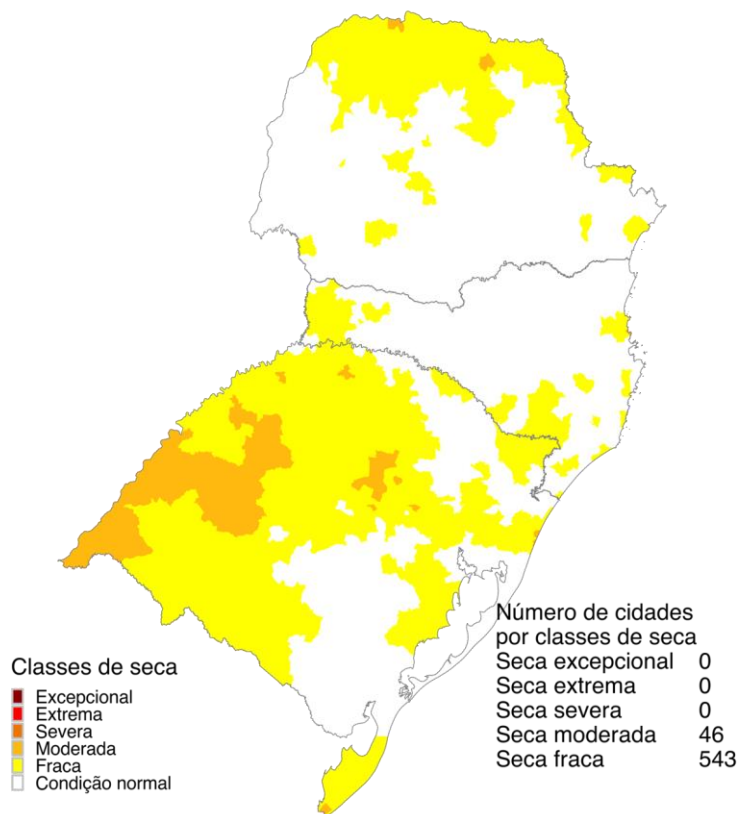 Classes de seca
Excepcional
Extrema
Severa
Moderada
Fraca
Condição normal
Número de cidades
por classes de seca
Seca excepcional 0
Seca extrema 0
Seca severa 0
Seca moderada 46
Seca fraca 543